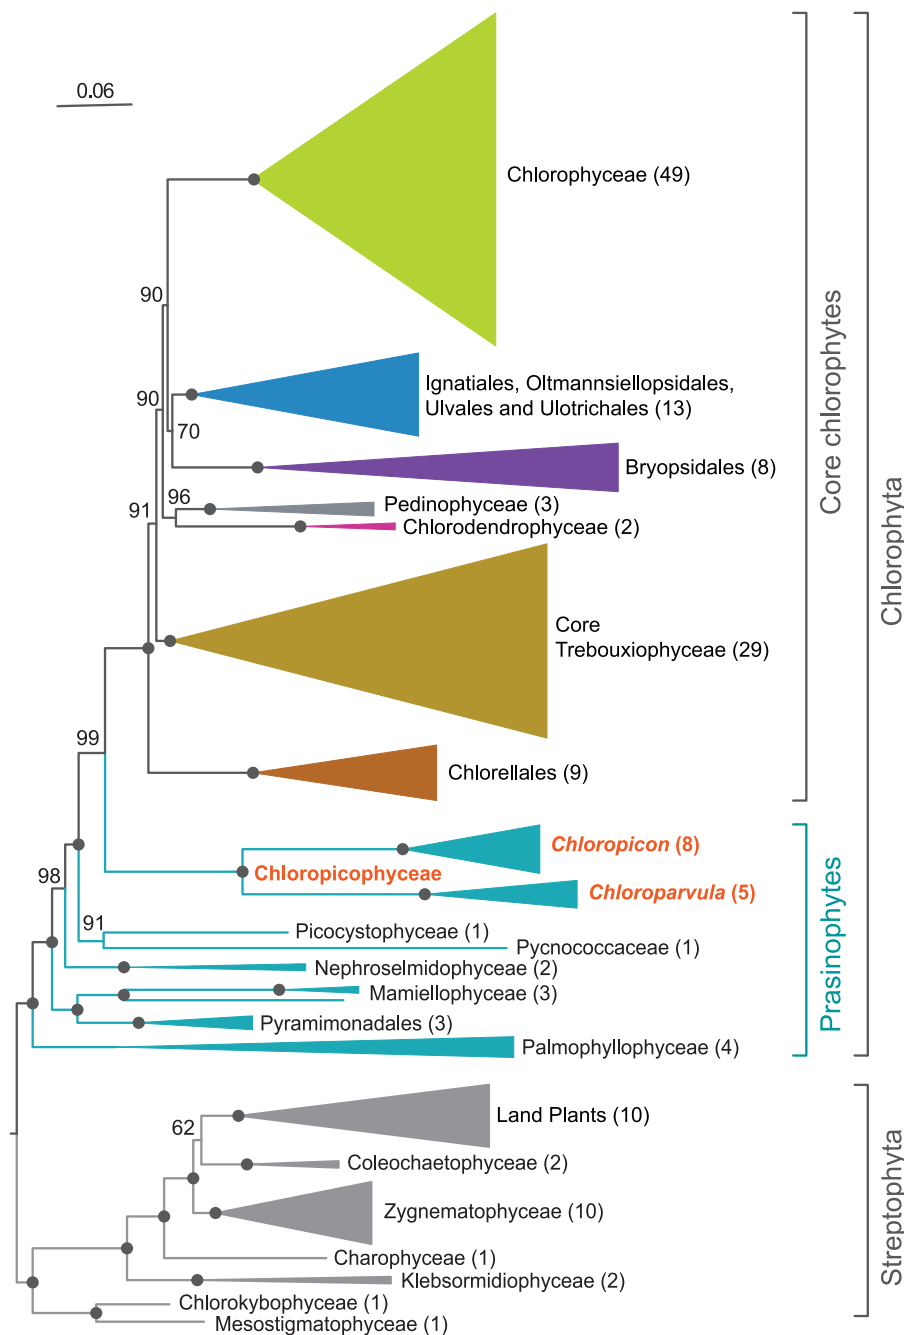 0.06
Chlorophyceae (49)
90
Ignatiales, Oltmannsiellopsidales,
Ulvales and Ulotrichales (13)
90
70
Bryopsidales (8)
96
Pedinophyceae (3)
91
Chlorodendrophyceae (2)
Core
Trebouxiophyceae (29)
99
Chlorellales (9)
Chloropicon (8)
98
Chloropicophyceae
Chloroparvula (5)
91
Picocystophyceae (1)
Pycnococcaceae (1)
Nephroselmidophyceae (2)
Mamiellophyceae (3)
Pyramimonadales (3)
Palmophyllophyceae (4)
62
Land Plants (10)
Coleochaetophyceae (2)
Zygnematophyceae (10)
Charophyceae (1)
Klebsormidiophyceae (2)
Chlorokybophyceae (1)
Mesostigmatophyceae (1)
Core chlorophytes
Prasinophytes
Chlorophyta
Streptophyta